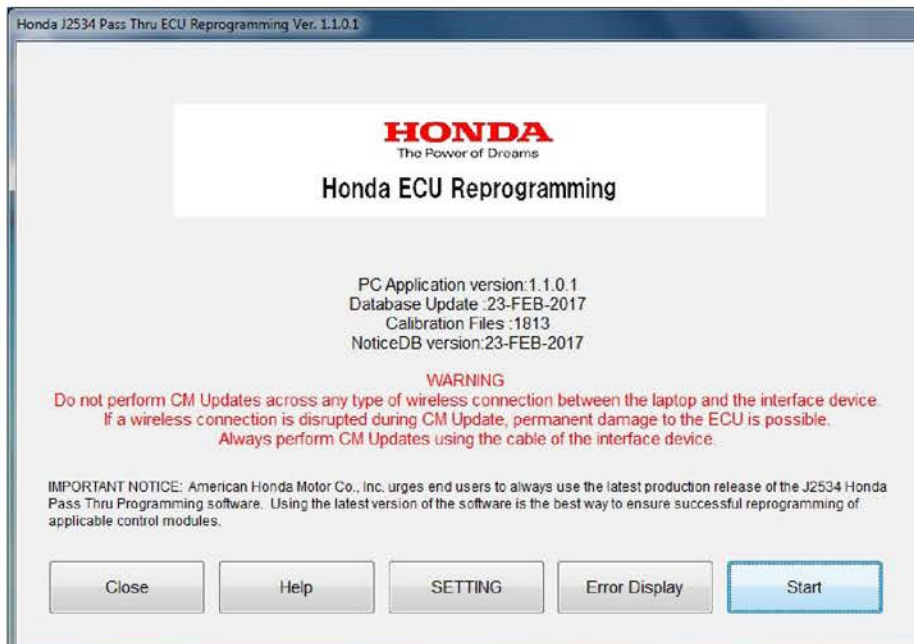 Honda J2534 Pass Thru ECU Reprogramming Ver. 1.1.0.1
HONDA
The Power of Dreams
Honda ECU Reprogramming
PC Application version:1.1.0.1
Database Update :23-FEB-2017
Calibration Files :1813
NoticeDB version:23-FEB-2017
WARNING
Do not perform CM Updates across any type of wireless connection between the laptop and the interface device.
If a wireless connection is disrupted during CM Update, permanent damage to the ECU is possible.
Always perform CM Updates using the cable of the interface device.
IMPORTANT NOTICE: American Honda Motor Co., Inc. urges end users to always use the latest production release of the J2534 Honda
Pass Thru Programming software. Using the latest version of the software is the best way to ensure successful reprogramming of
applicable control modules.
Close Help SETTING Error Display Start